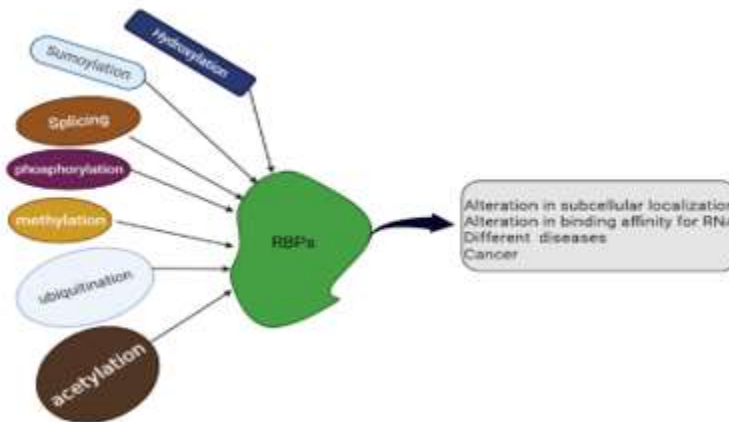 Hydroxylation
Sumoylation
Splicing
phosphorylation
methylation
ubiquitination
acetylation
RBPs
Alteration in subcellular localization
Alteration in binding affinity for RNA
Different diseases
Cancer